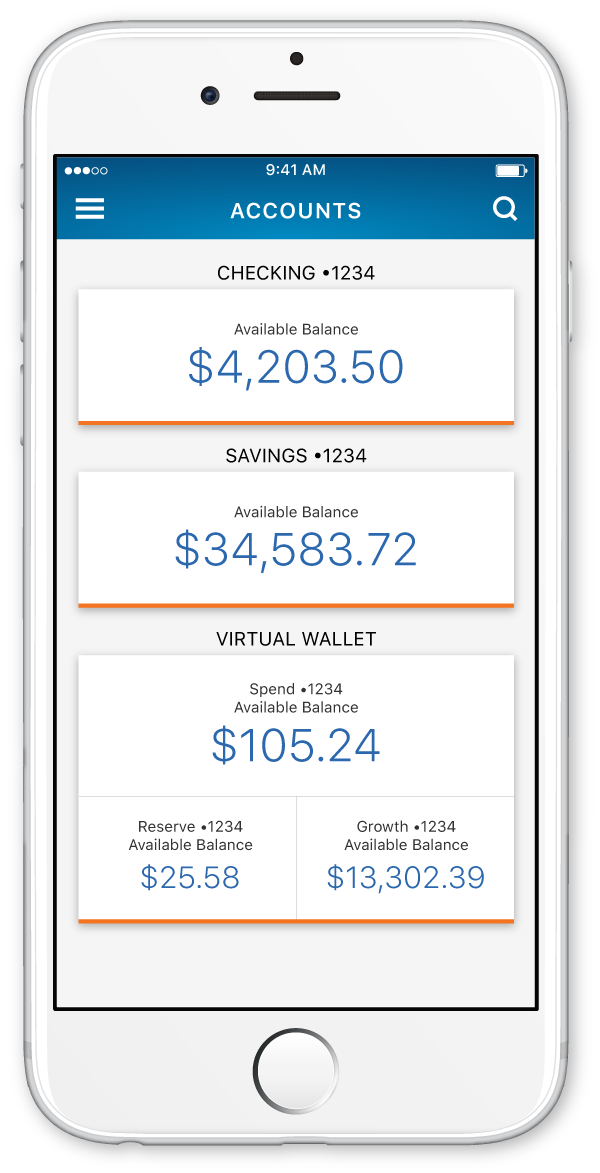 9:41 AM
ACCOUNTS
CHECKING •1234
Available Balance
$4,203.50
SAVINGS •1234
Available Balance
$34,583.72
VIRTUAL WALLET
Spend •1234
Available Balance
$105.24
Reserve •1234
Available Balance
$25.58
Growth •1234
Available Balance
$13,302.39